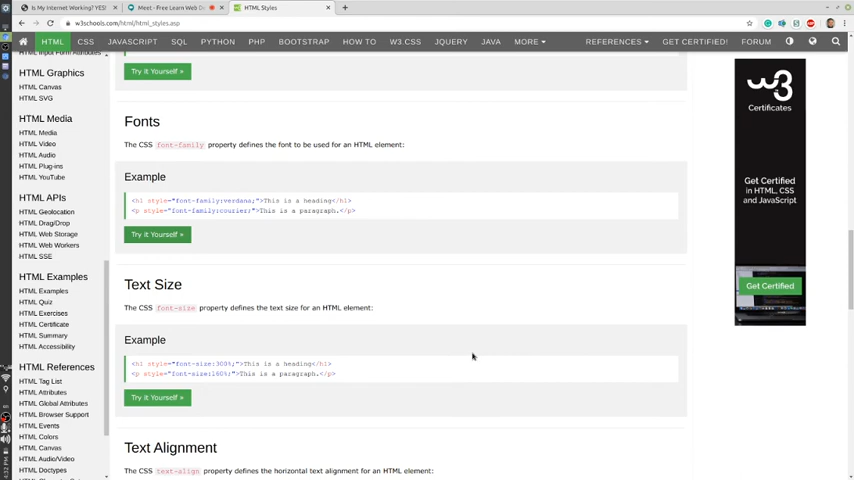 Is My Internet Working? YES!
Meet - Free Learn Web D
HTML Styles
w3schools.com/html/html_styles.asp
HTML CSS JAVASCRIPT SQL PYTHON PHP BOOTSTRAP HOW TO W3.CSS JQUERY JAVA MORE REFERENCES GET CERTIFIED! FORUM
HTML Input Form Attributes
HTML Graphics
HTML Canvas
HTML SVG
HTML Media
HTML Media
HTML Video
HTML Audio
HTML Plug-ins
HTML YouTube
HTML APIs
HTML Geolocation
HTML Drag/Drop
HTML Web Storage
HTML Web Workers
HTML SSE
HTML Examples
HTML Examples
HTML Quiz
HTML Exercises
HTML Certificate
HTML Summary
HTML Accessibility
HTML References
HTML Tag List
HTML Attributes
HTML Global Attributes
HTML Browser Support
HTML Events
HTML Colors
HTML Canvas
HTML Audio/Video
HTML Doctypes
Try it Yourself »
Fonts
The CSS font-family property defines the font to be used for an HTML element:
Example
<h1 style="font-family:verdana;">This is a heading</h1>
<p style="font-family:courier;">This is a paragraph.</p>
Try it Yourself »
Text Size
The CSS font-size property defines the text size for an HTML element:
Example
<h1 style="font-size:300%;">This is a heading</h1>
<p style="font-size:160%;">This is a paragraph.</p>
Try it Yourself »
Text Alignment
The CSS text-align property defines the horizontal text alignment for an HTML element:
w3
Certificates
Get Certified
in HTML, CSS
and JavaScript
Get Certified
4:32 PM